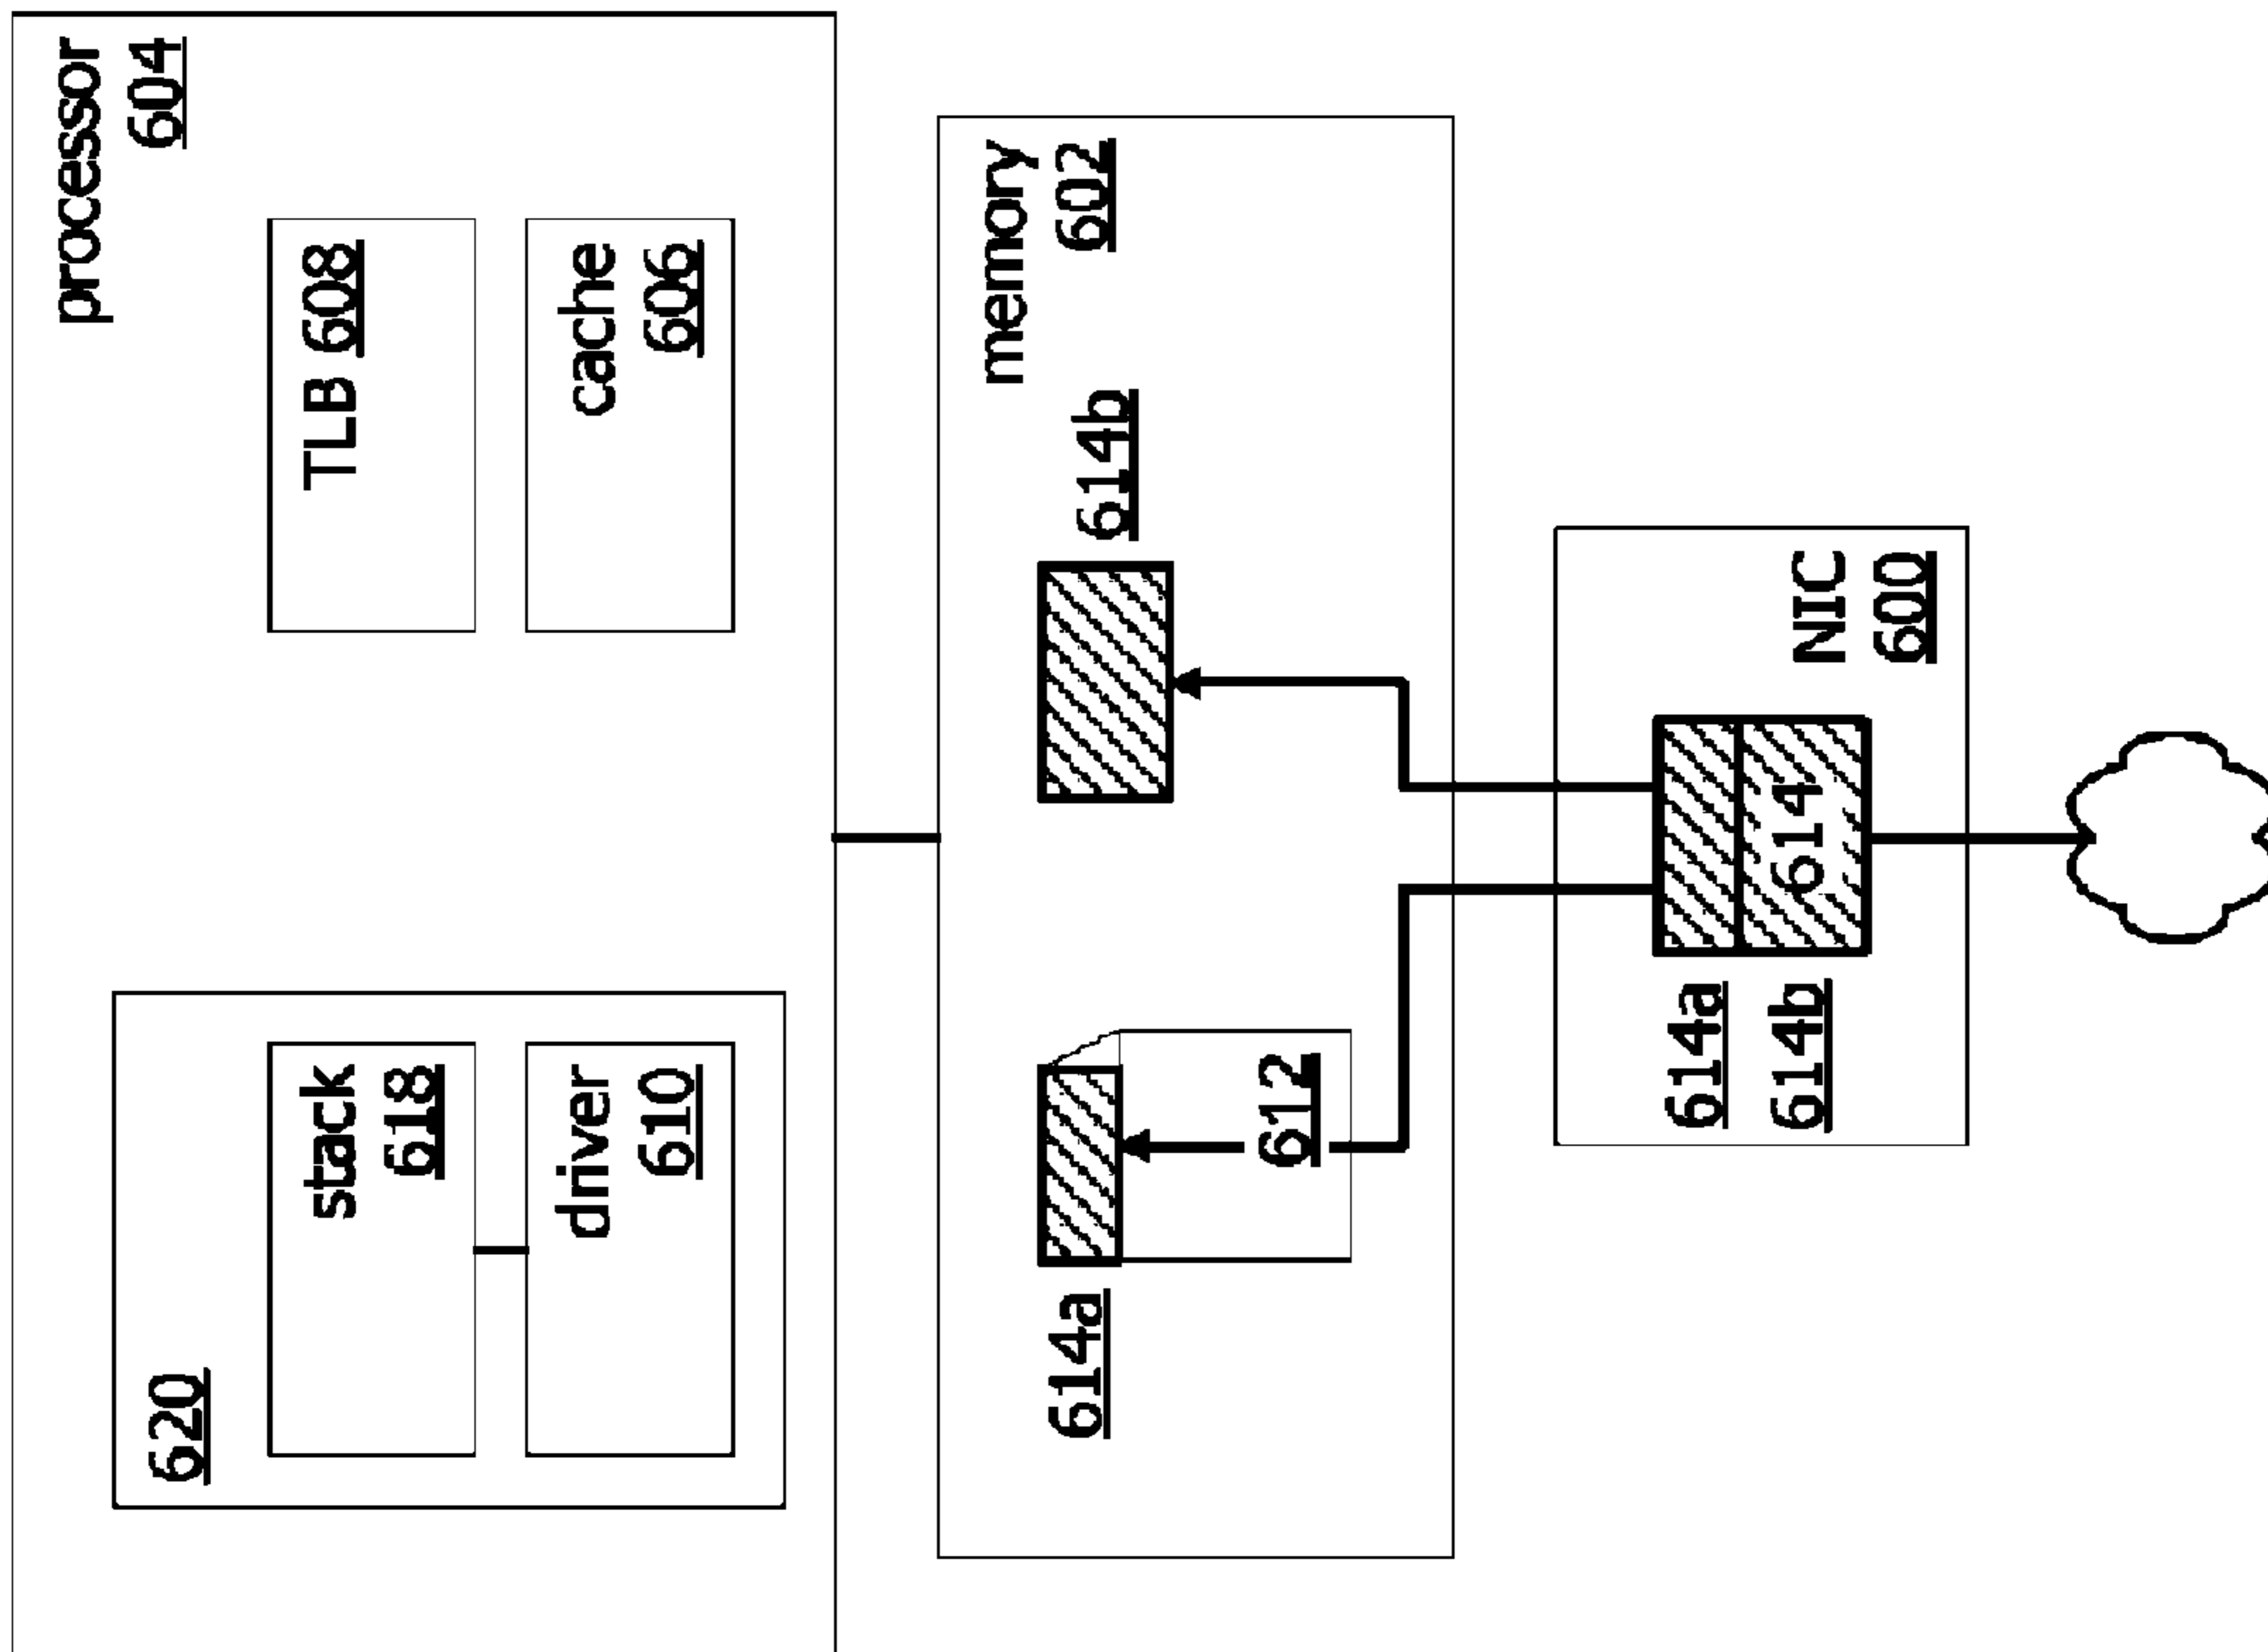 processor
604
620
stack
618
TLB 608
driver
610
cache
606
memory
602
614a
614b
612
614a
614b
614
NIC
600